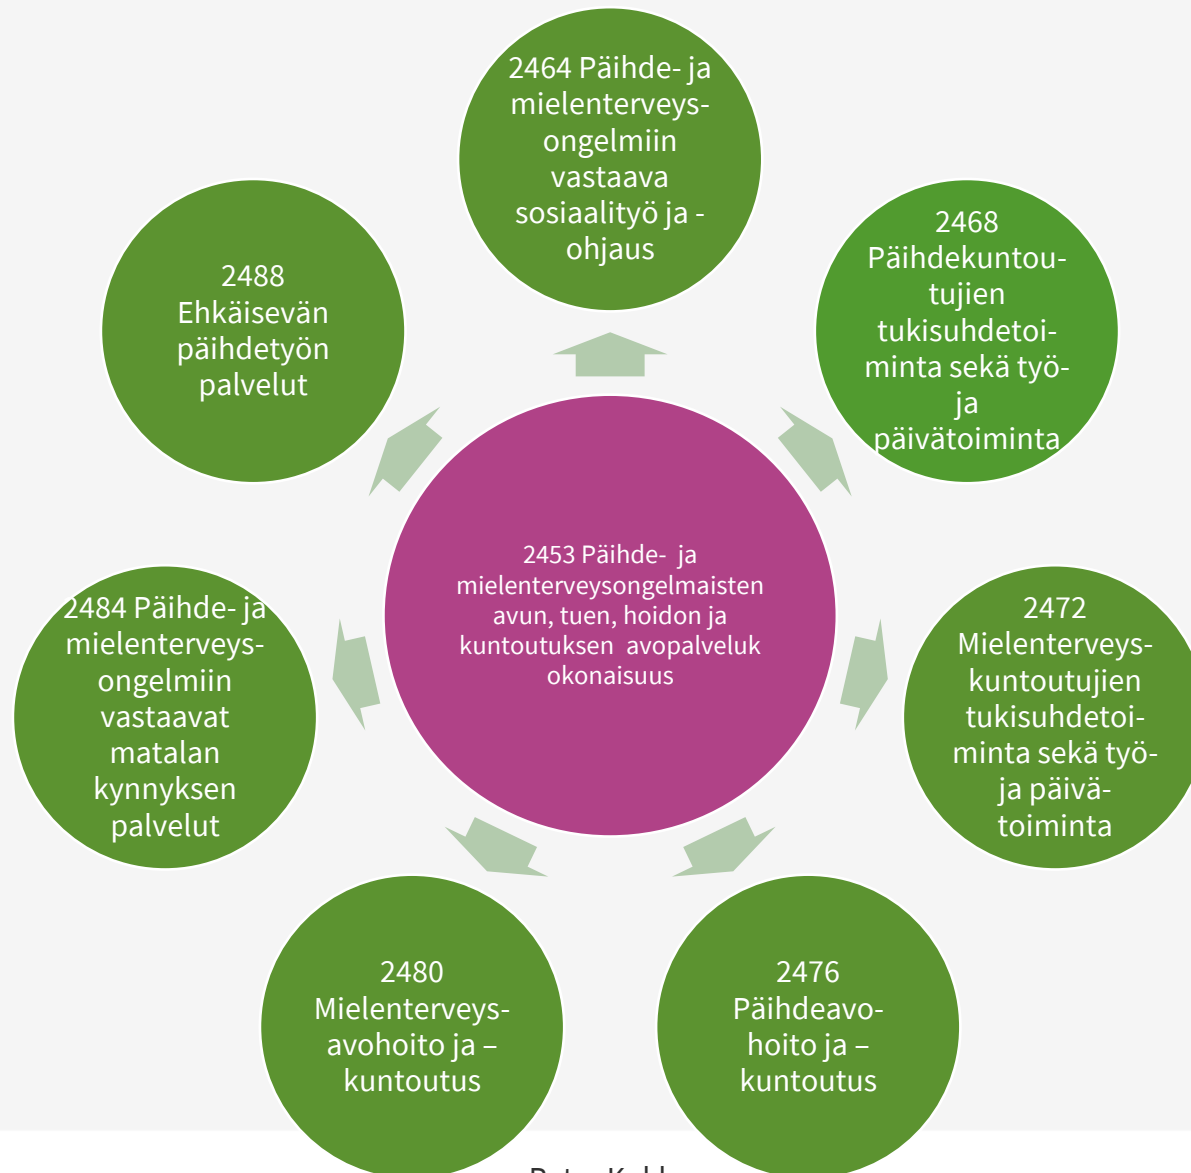 2464 Päihde- ja
mielenterveys-
ongelmiin
vastaava
sosiaalityö ja -
ohjaus
2468
Päihdekuntou-
tujien
tukisuhdetoi-
minta sekä työ-
ja
päivätoiminta
2472
Mielenterveys-
kuntoutujien
tukisuhdetoi-
minta sekä työ-
ja päivä-
toiminta
2476
Päihdeavo-
hoito ja –
kuntoutus
2480
Mielenterveys-
avohoito ja –
kuntoutus
2484 Päihde- ja
mielenterveys-
ongelmiin
vastaavat
matalan
kynnyksen
palvelut
2488
Ehkäisevän
päihdetyön
palvelut
2453 Päihde- ja
mielenterveysongelmaisten
avun, tuen, hoidon ja
kuntoutuksen avopalveluk
okonaisuus